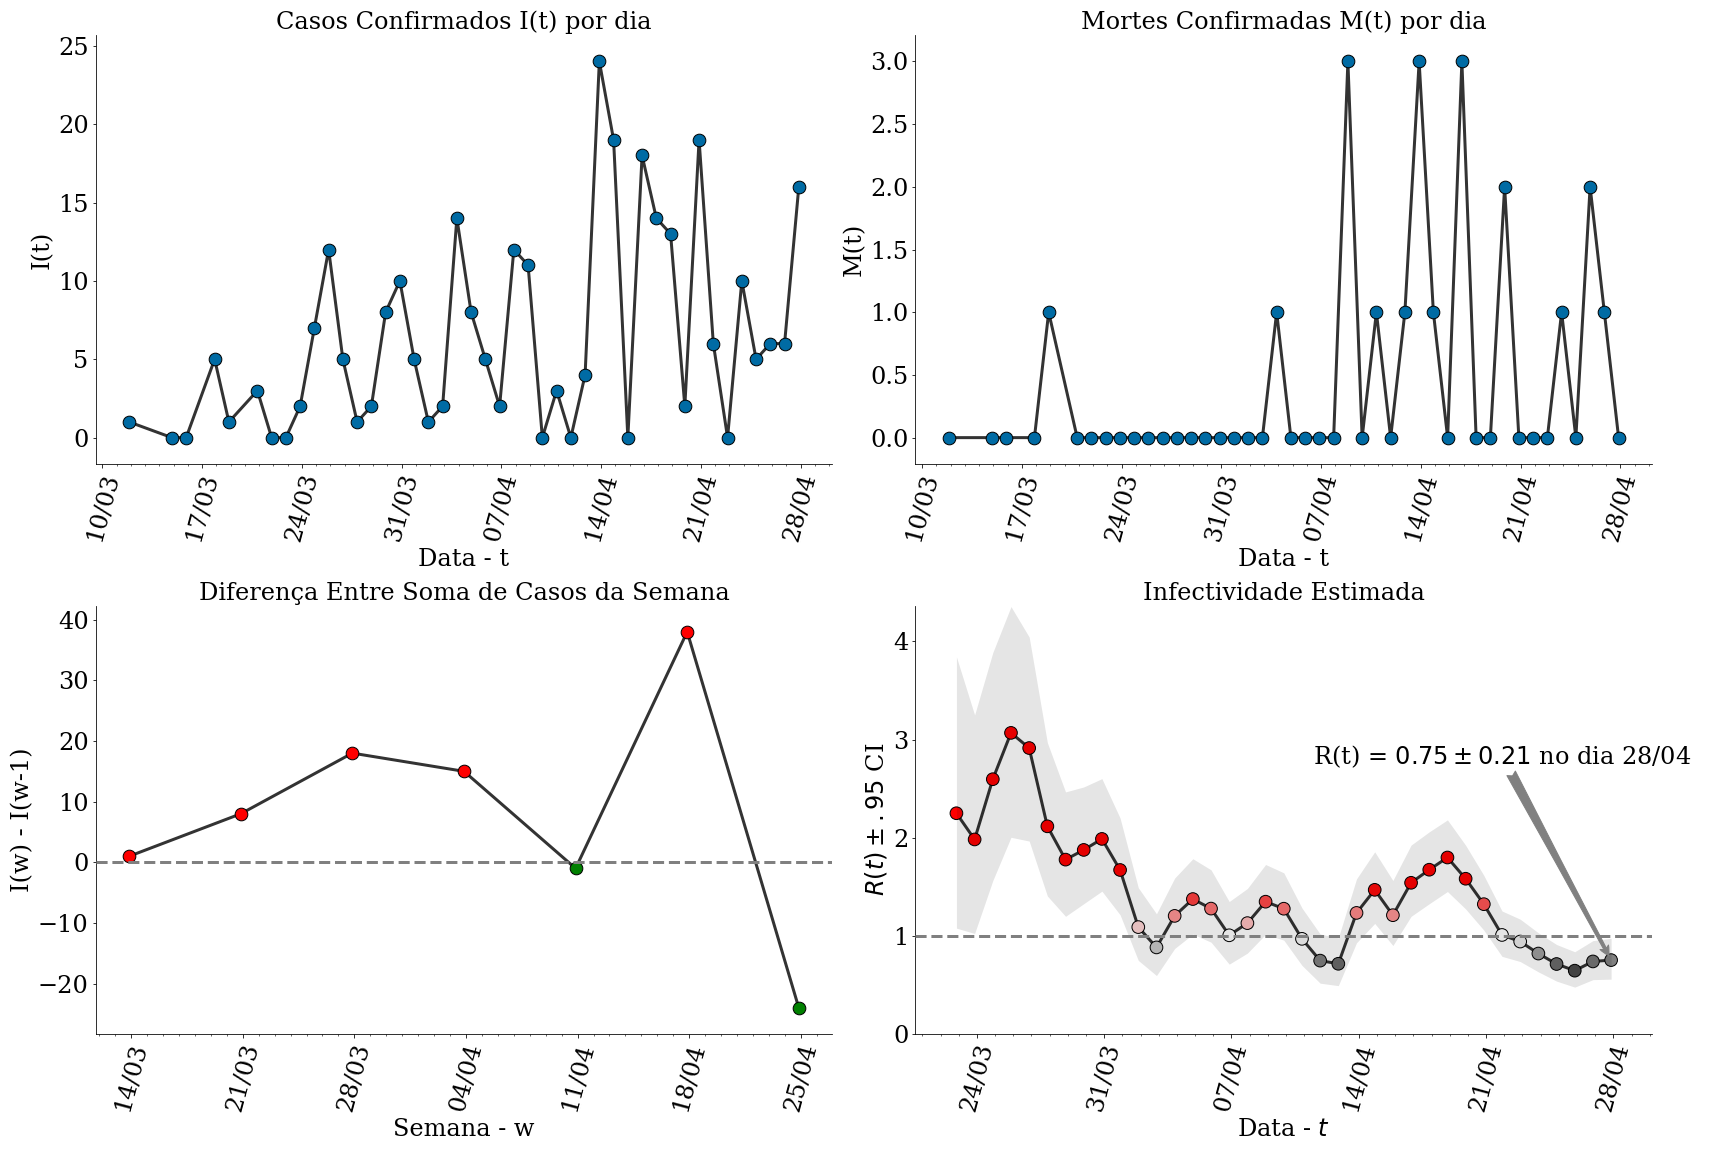 Casos Confirmados I(t) por dia
I(t)
25
20
15
10
5
0
10/03 17/03 24/03 31/03 07/04 14/04 21/04 28/04
Data - t
Mortes Confirmadas M(t) por dia
M(t)
3.0
2.5
2.0
1.5
1.0
0.5
0.0
10/03 17/03 24/03 31/03 07/04 14/04 21/04 28/04
Data - t
Diferença Entre Soma de Casos da Semana
I(w) - I(w-1)
40
30
20
10
0
−10
−20
14/03 21/03 28/03 04/04 11/04 18/04 25/04
Semana - w
Infectividade Estimada
R(t) ± .95 CI
4
3
2
1
0
R(t) = 0.75 ± 0.21 no dia 28/04
24/03 31/03 07/04 14/04 21/04 28/04
Data - t